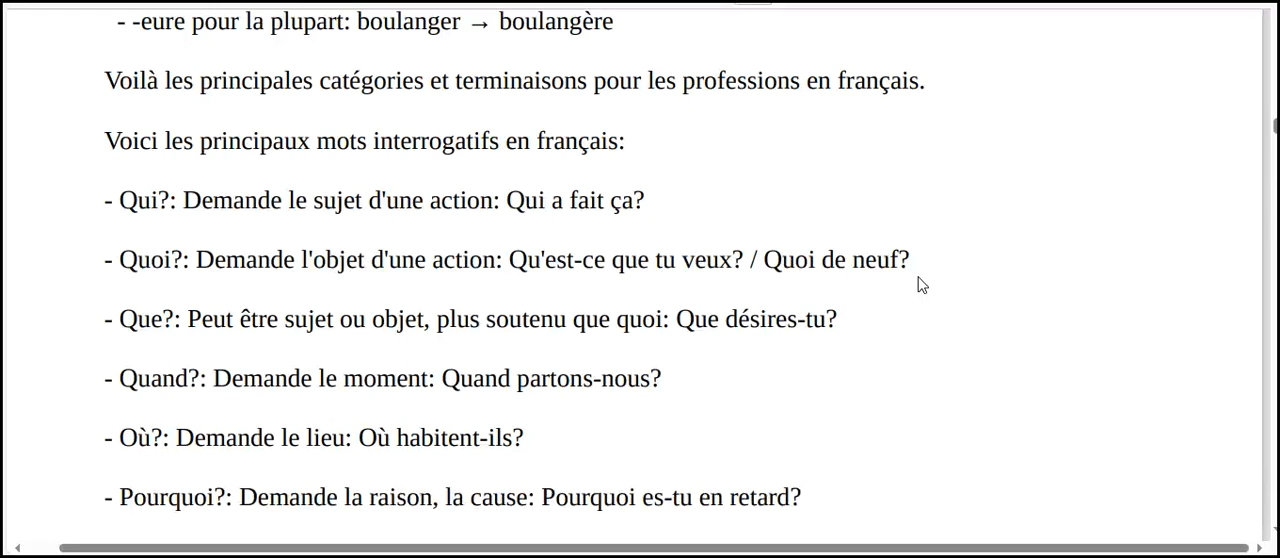 - -eure pour la plupart: boulanger → boulangère
Voilà les principales catégories et terminaisons pour les professions en français.
Voici les principaux mots interrogatifs en français:
- Qui?: Demande le sujet d'une action: Qui a fait ça?
- Quoi?: Demande l'objet d'une action: Qu'est-ce que tu veux? / Quoi de neuf?
- Que?: Peut être sujet ou objet, plus soutenu que quoi: Que désires-tu?
- Quand?: Demande le moment: Quand partons-nous?
- Où?: Demande le lieu: Où habitent-ils?
- Pourquoi?: Demande la raison, la cause: Pourquoi es-tu en retard?